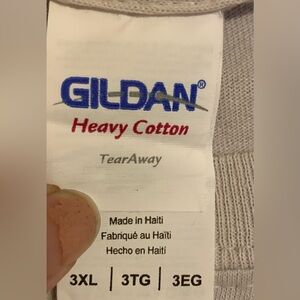 GILDAN®
Heavy Cotton
TearAway
Made in Haiti
Fabriqué au Haïti
Hecho en Haití
3XL | 3TG | 3EG